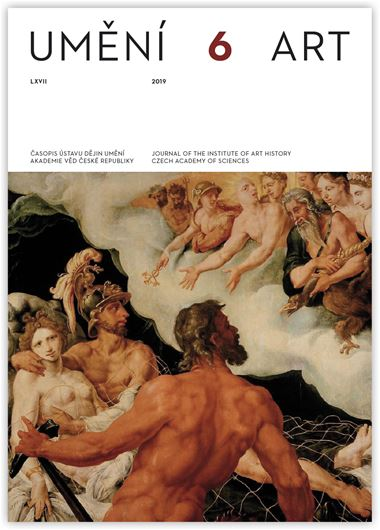 UMĚNÍ 6 ART
LXVII 2019
ČASOPIS ÚSTAVU DĚJIN UMĚNÍ
AKADEMIE VĚD ČESKÉ REPUBLIKY
JOURNAL OF THE INSTITUTE OF ART HISTORY
CZECH ACADEMY OF SCIENCES